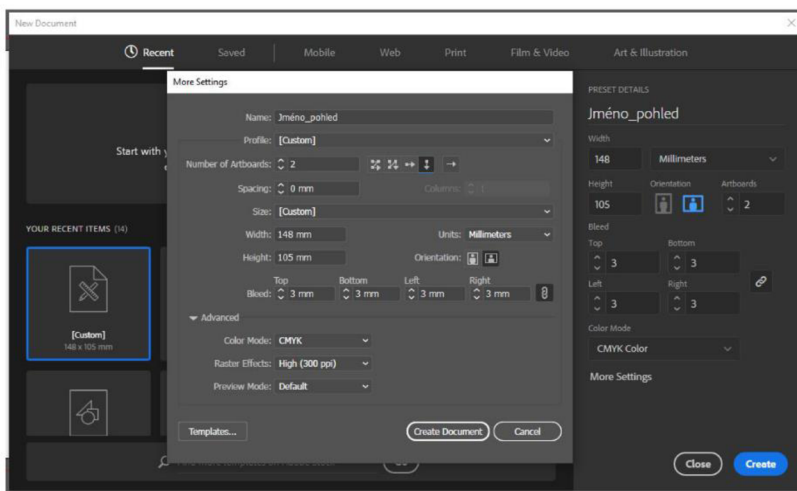 New Document
Recent Saved Mobile Web Print Film & Video Art & Illustration
Start with y
YOUR RECENT ITEMS (14)
[Custom]
148 x 105 mm
More Settings
Name: Jméno_pohled
Profile: [Custom]
Number of Artboards: 2
Spacing: 0 mm Columns: 1
Size: [Custom]
Width: 148 mm Units: Millimeters
Height: 105 mm Orientation:
Top Bottom Left Right
Bleed: 3 mm 3 mm 3 mm 3 mm
Advanced
Color Mode: CMYK
Raster Effects: High (300 ppi)
Preview Mode: Default
Templates... Create Document Cancel
PRESET DETAILS
Jméno_pohled
Width
148 Millimeters
Height Orientation Artboards
105 2
Bleed
Top Bottom
3 3
Left Right
3 3
Color Mode
CMYK Color
More Settings
Close Create